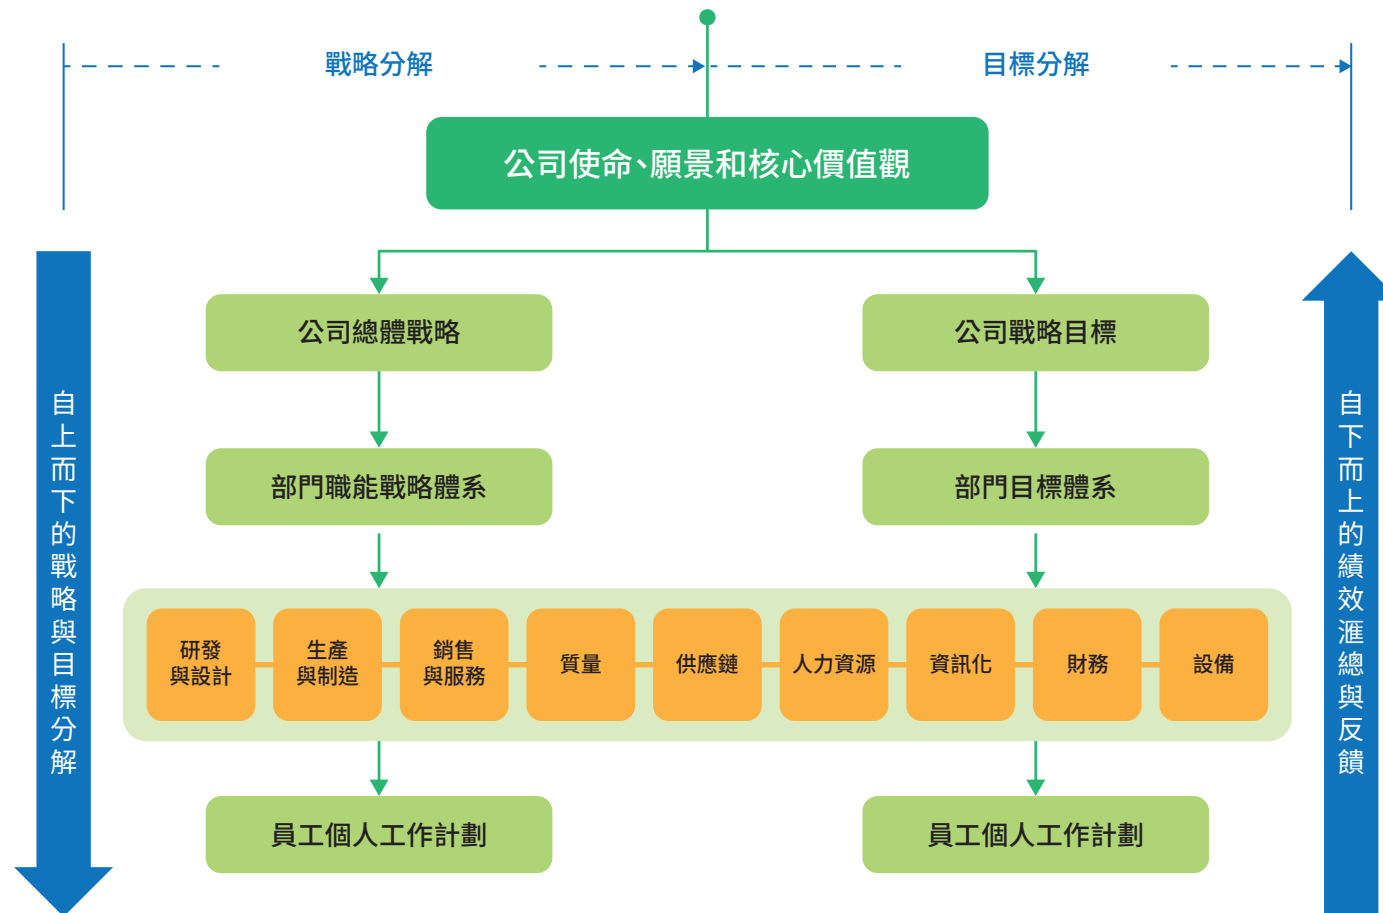 戰略分解
目標分解
公司使命、願景和核心價值觀
公司總體戰略
公司戰略目標
部門職能戰略體系
部門目標體系
研發
與設計
生產
與制造
銷售
與服務
質量
供應鏈
人力資源
資訊化
財務
設備
員工個人工作計劃
員工個人工作計劃
自上而下的戰略與目標分解
自下而上的績效滙總與反饋